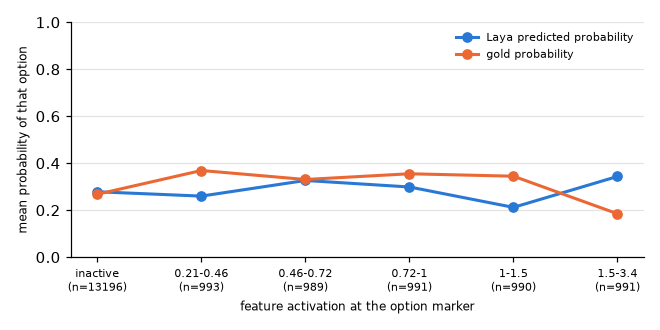 Laya predicted probability
gold probability
mean probability of that option
1.0
0.8
0.6
0.4
0.2
0.0
inactive
(n=13196)
0.21-0.46
(n=993)
0.46-0.72
(n=989)
0.72-1
(n=991)
1-1.5
(n=990)
1.5-3.4
(n=991)
feature activation at the option marker